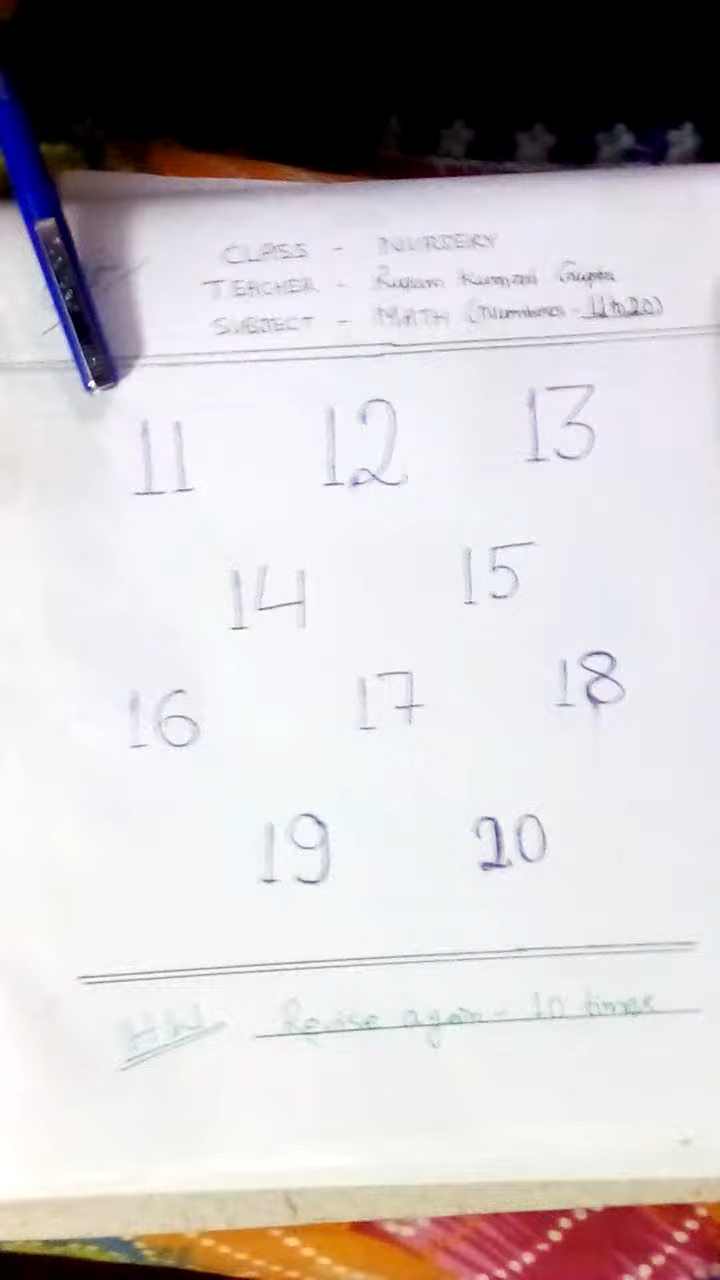 CLASS - NURSERY
TEACHER - Kumari Gupta
SUBJECT - MATH (Numbers - 11 to 20)
11 12 13
14 15
16 17 18
19 20
H.W. Revise again - 10 times